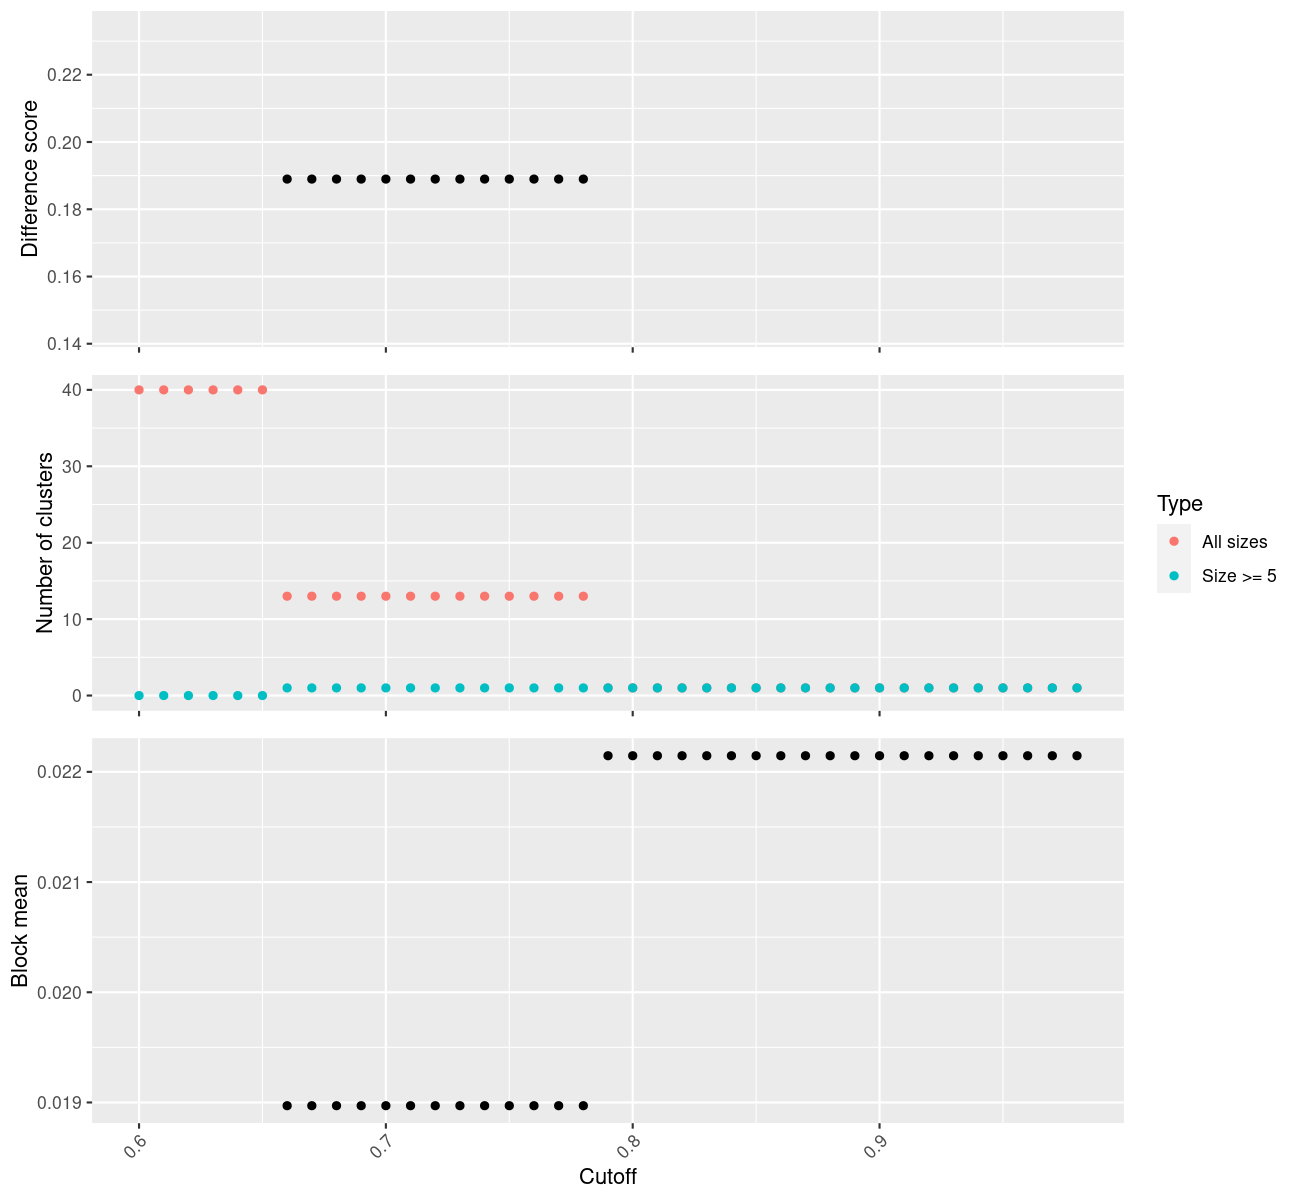 Difference score
0.22
0.20
0.18
0.16
0.14
Number of clusters
40
30
20
10
0
Type
All sizes
Size >= 5
Block mean
0.022
0.021
0.020
0.019
0.6
0.7
0.8
0.9
Cutoff